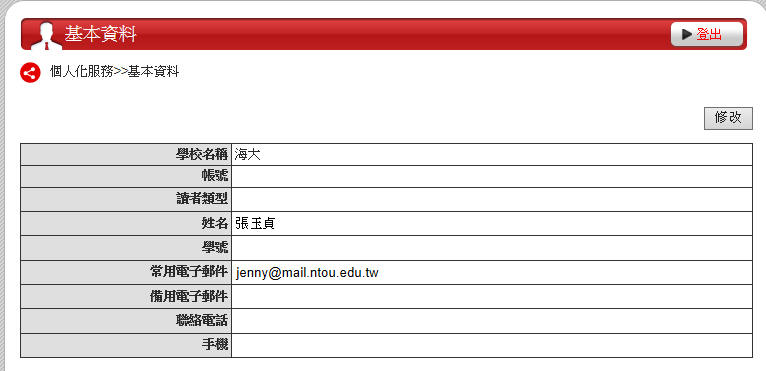 基本資料
登出
個人化服務>>基本資料
修改
學校名稱 海大
帳號
讀者類型
姓名 張玉貞
學號
常用電子郵件 jenny@mail.ntou.edu.tw
備用電子郵件
聯絡電話
手機